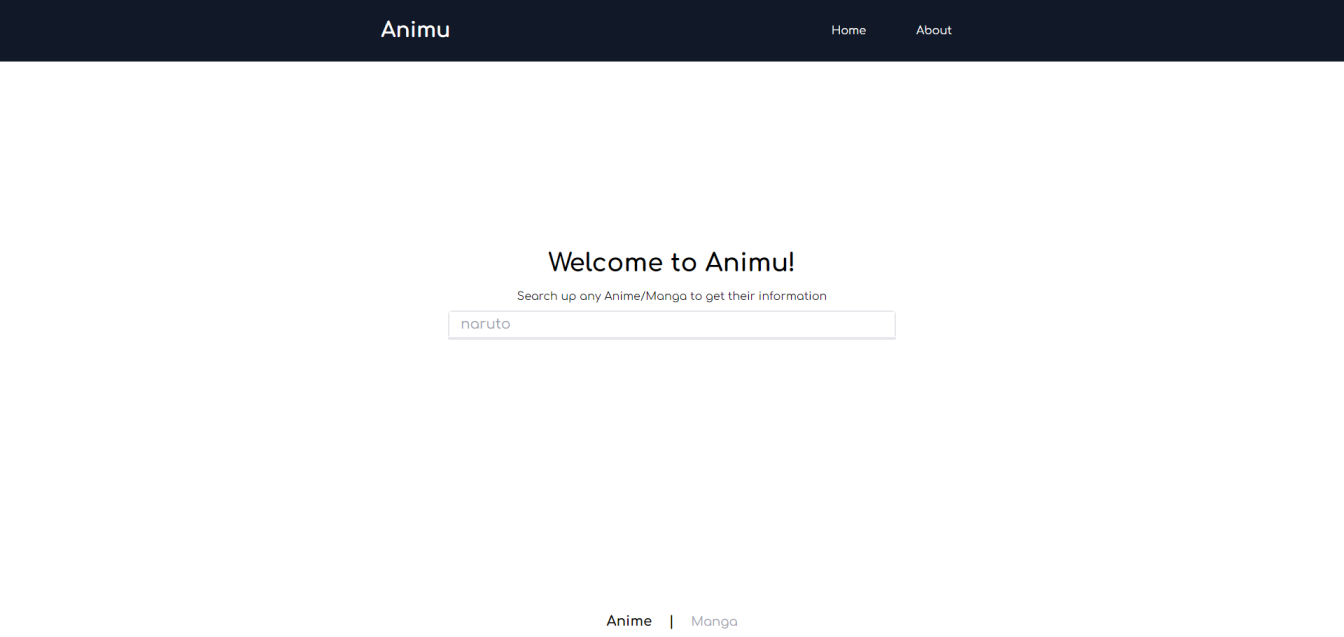 Animu Home About
Welcome to Animu!
Search up any Anime/Manga to get their information
naruto
Anime | Manga